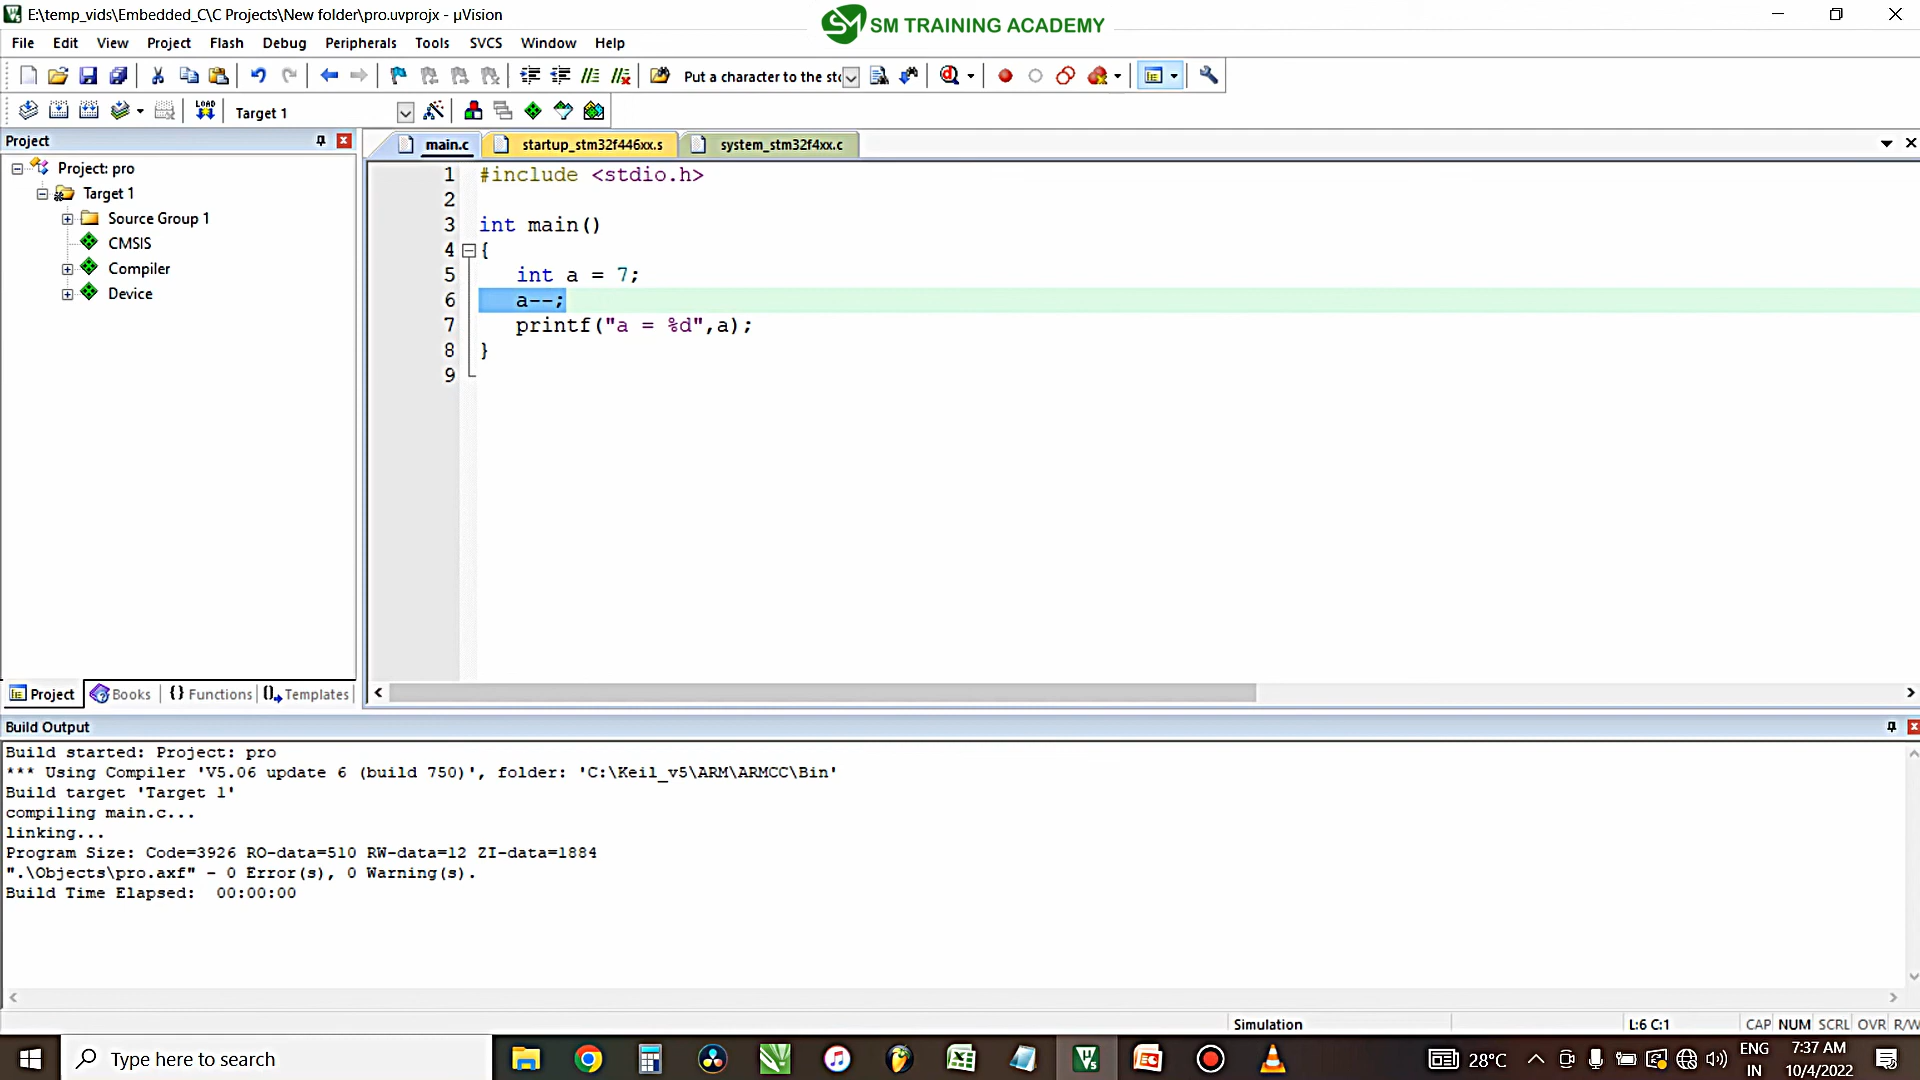 E:\temp_vids\Embedded_C\C Projects\New folder\pro.uvprojx - µVision
SM TRAINING ACADEMY
File Edit View Project Flash Debug Peripherals Tools SVCS Window Help
Put a character to the st
LOAD Target 1
Project
main.c startup_stm32f446xx.s system_stm32f4xx.c
Project: pro
Target 1
Source Group 1
CMSIS
Compiler
Device
1 #include <stdio.h>
2
3 int main()
4 {
5 int a = 7;
6 a--;
7 printf("a = %d",a);
8 }
9
Project Books {} Functions Templates
Build Output
Build started: Project: pro
*** Using Compiler 'V5.06 update 6 (build 750)', folder: 'C:\Keil_v5\ARM\ARMCC\Bin'
Build target 'Target 1'
compiling main.c...
linking...
Program Size: Code=3926 RO-data=510 RW-data=12 ZI-data=1884
".\Objects\pro.axf" - 0 Error(s), 0 Warning(s).
Build Time Elapsed:  00:00:00
Simulation L:6 C:1 CAP NUM SCRL OVR R/W
Type here to search
28°C
ENG
IN
7:37 AM
10/4/2022